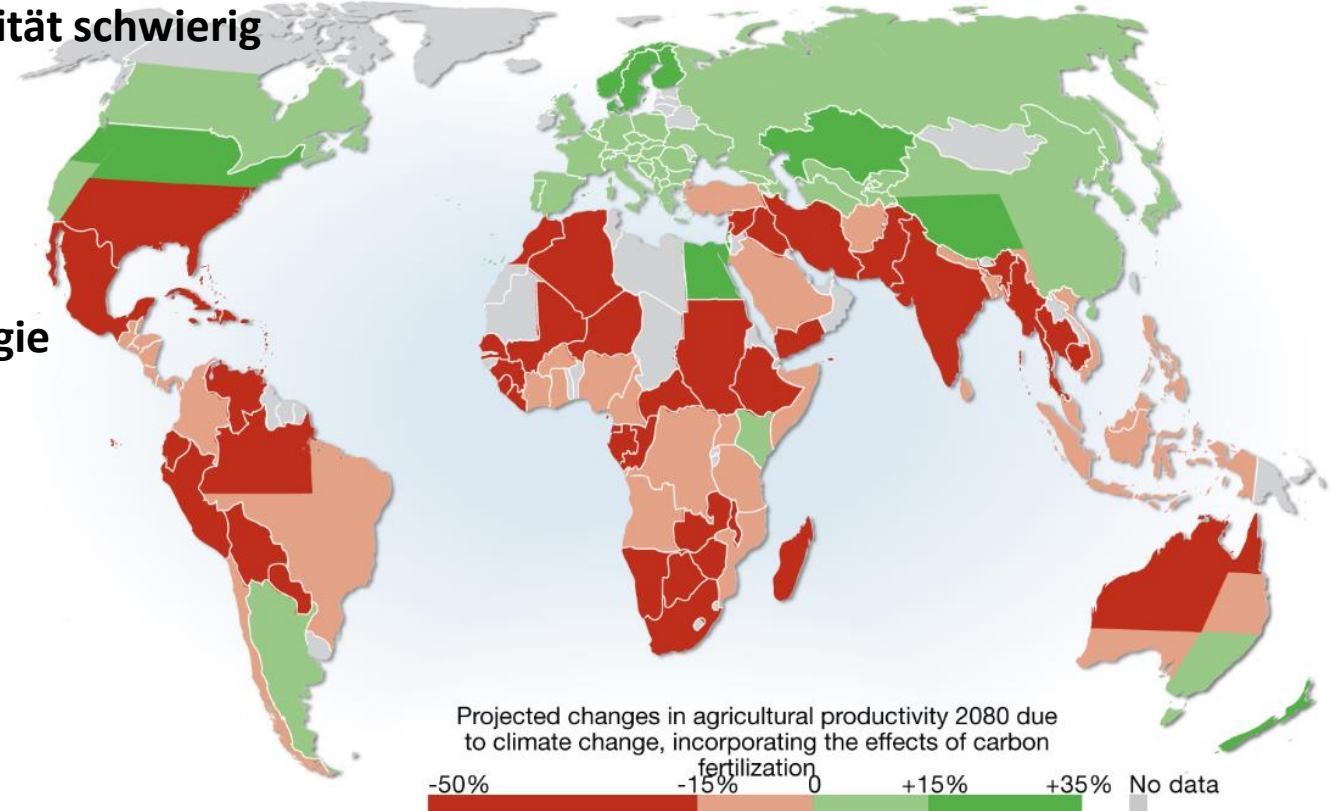 ität schwierig
gie
Projected changes in agricultural productivity 2080 due
to climate change, incorporating the effects of carbon
fertilization
-50% -15% 0 +15% +35% No data